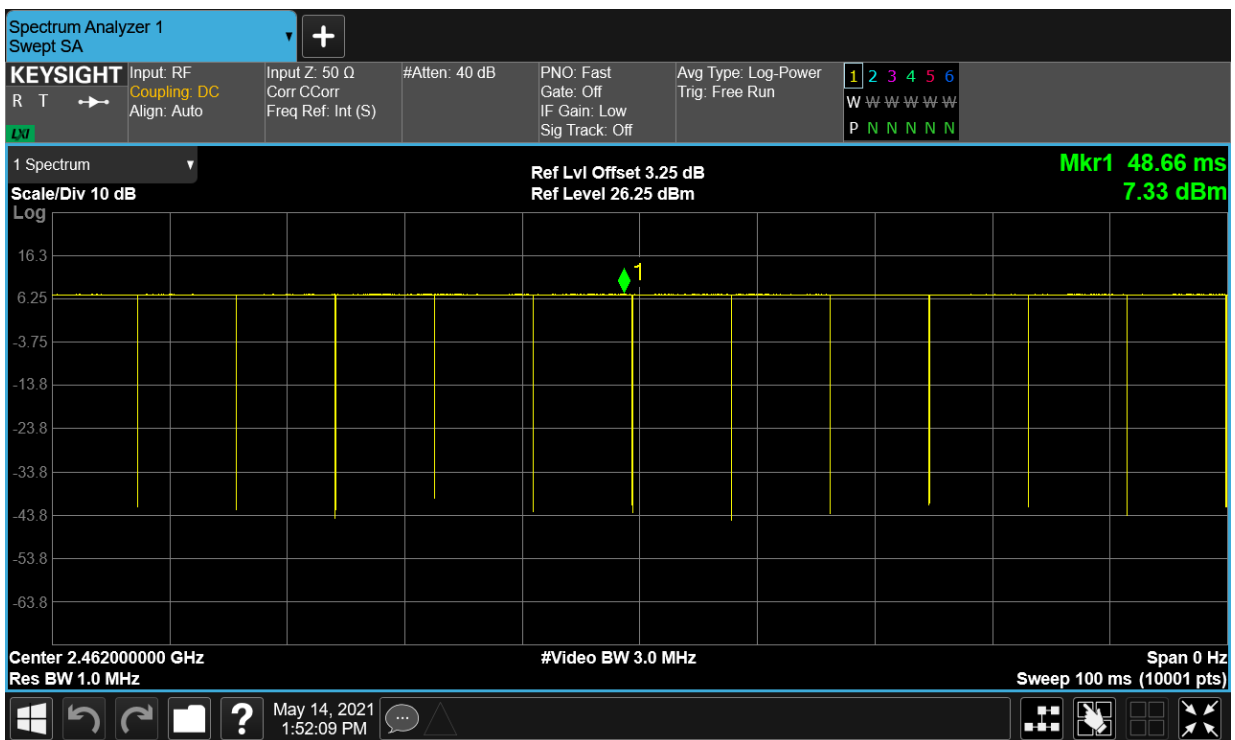 Spectrum Analyzer 1
Swept SA
KEYSIGHT
R T
LXI
Input: RF
Coupling: DC
Align: Auto
Input Z: 50 Ω
Corr CCorr
Freq Ref: Int (S)
#Atten: 40 dB
PNO: Fast
Gate: Off
IF Gain: Low
Sig Track: Off
Avg Type: Log-Power
Trig: Free Run
1 2 3 4 5 6
W W W W W W
P N N N N N
1 Spectrum
Scale/Div 10 dB
Log
Ref Lvl Offset 3.25 dB
Ref Level 26.25 dBm
Mkr1 48.66 ms
7.33 dBm
16.3
1
6.25
-3.75
-13.8
-23.8
-33.8
-43.8
-53.8
-63.8
Center 2.462000000 GHz
Res BW 1.0 MHz
#Video BW 3.0 MHz
Span 0 Hz
Sweep 100 ms (10001 pts)
?
May 14, 2021
1:52:09 PM